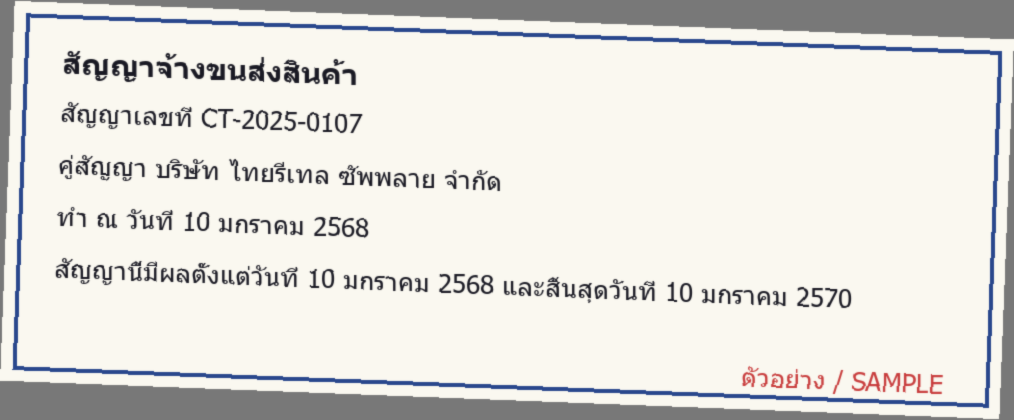 สัญญาจ้างขนส่งสินค้า
สัญญาเลขที่ CT-2025-0107
คู่สัญญา บริษัท ไทยรีเทล ซัพพลาย จำกัด
ทำ ณ วันที่ 10 มกราคม 2568
สัญญานี้มีผลตั้งแต่วันที่ 10 มกราคม 2568 และสิ้นสุดวันที่ 10 มกราคม 2570
ตัวอย่าง / SAMPLE